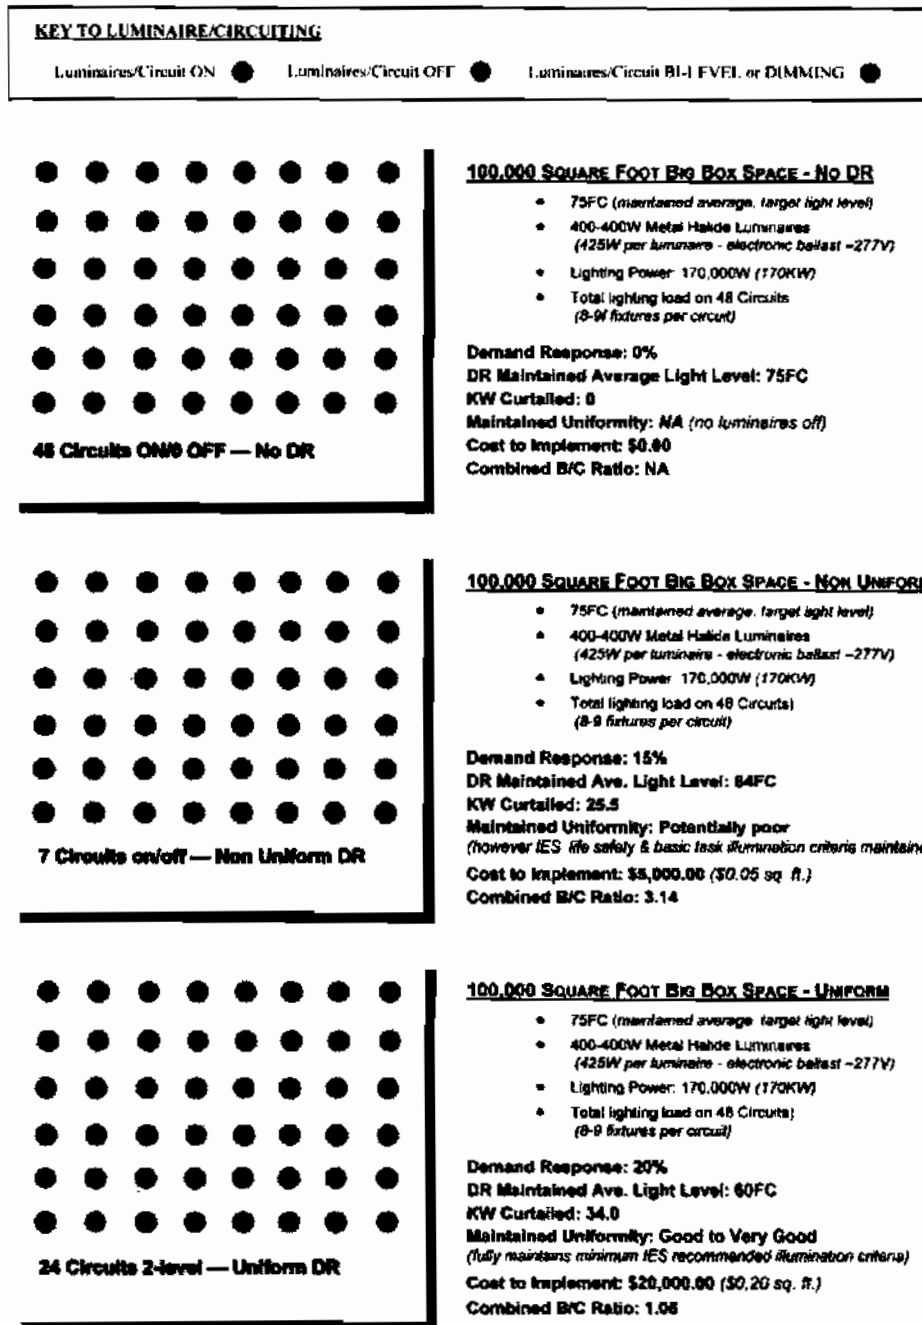 KEY TO LUMINAIRE/CIRCUITING
Luminaires/Circuit ON
Luminaires/Circuit OFF
Luminaires/Circuit BI-LEVEL or DIMMING
100,000 SQUARE FOOT BIG BOX SPACE - NO DR
75FC (maintained average, target light level)
400-400W Metal Halide Luminaires
(425W per luminaire - electronic ballast ~277V)
Lighting Power: 170,000W (170KW)
Total lighting load on 48 Circuits
(8-9/ fixtures per circuit)
Demand Response: 0%
DR Maintained Average Light Level: 75FC
KW Curtailed: 0
Maintained Uniformity: NA (no luminaires off)
Cost to Implement: $0.00
Combined B/C Ratio: NA
48 Circuits ON/0 OFF — No DR
100,000 SQUARE FOOT BIG BOX SPACE - NON UNIFORM
75FC (maintained average, target light level)
400-400W Metal Halide Luminaires
(425W per luminaire - electronic ballast ~277V)
Lighting Power 170,000W (170KW)
Total lighting load on 48 Circuits)
(8-9 fixtures per circuit)
Demand Response: 15%
DR Maintained Ave. Light Level: 64FC
KW Curtailed: 25.5
Maintained Uniformity: Potentially poor
(however IES life safety & basic task illumination criteria maintaine
Cost to Implement: $5,000.00 ($0.05 sq. ft.)
Combined B/C Ratio: 3.14
7 Circuits on/off — Non Uniform DR
100,000 SQUARE FOOT BIG BOX SPACE - UNIFORM
75FC (maintained average target light level)
400-400W Metal Halide Luminaires
(425W per luminaire - electronic ballast ~277V)
Lighting Power: 170,000W (170KW)
Total lighting load on 48 Circuits)
(8-9 fixtures per circuit)
Demand Response: 20%
DR Maintained Ave. Light Level: 60FC
KW Curtailed: 34.0
Maintained Uniformity: Good to Very Good
(fully maintains minimum IES recommended illumination criteria)
Cost to Implement: $20,000.00 ($0.20 sq. ft.)
Combined B/C Ratio:
24 Circuits 2-level — Uniform DR